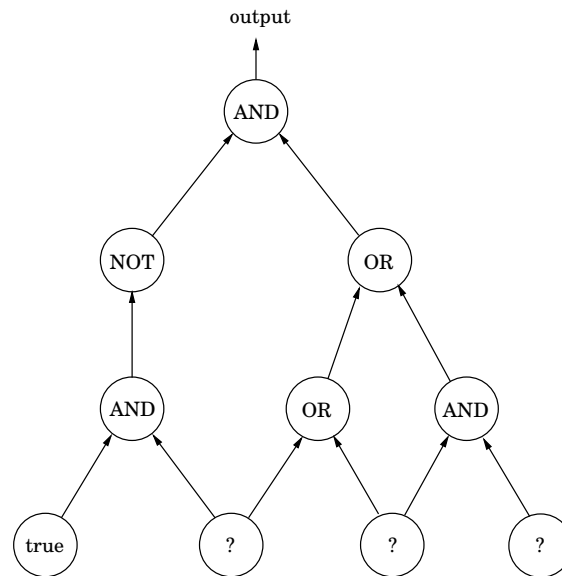 output
AND
NOT OR
AND OR AND
true ? ? ?